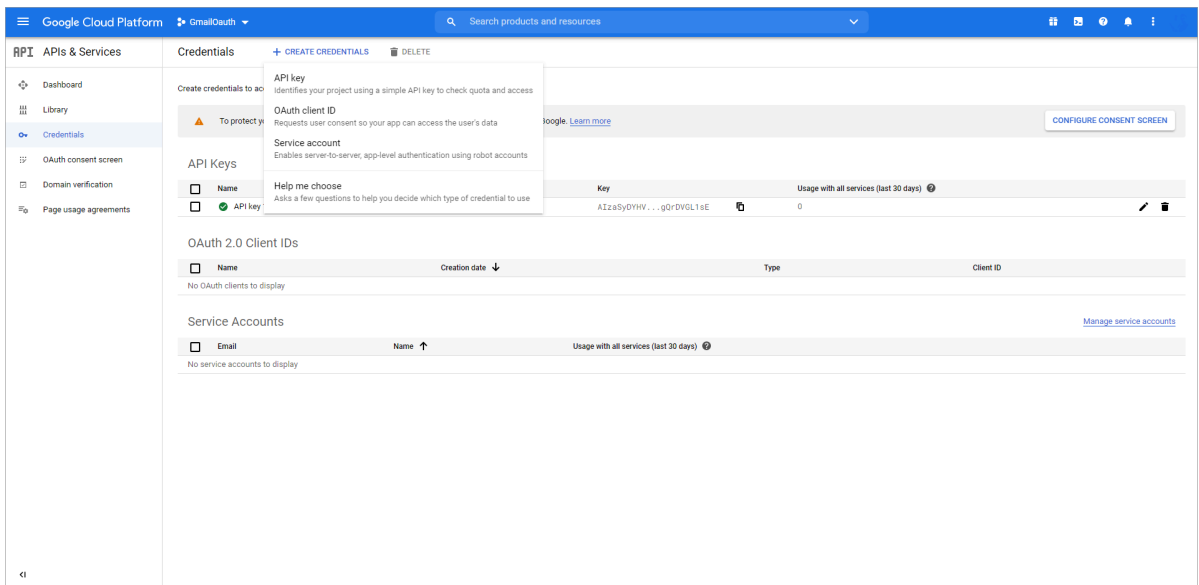 Google Cloud Platform GmailOauth Search products and resources
API APIs & Services
Credentials + CREATE CREDENTIALS DELETE
Dashboard
Library
Credentials
OAuth consent screen
Domain verification
Page usage agreements
Create credentials to ac
API key
Identifies your project using a simple API key to check quota and access
OAuth client ID
Requests user consent so your app can access the user's data
Service account
Enables server-to-server, app-level authentication using robot accounts
Help me choose
Asks a few questions to help you decide which type of credential to use
To protect yo Google. Learn more CONFIGURE CONSENT SCREEN
API Keys
Name Key Usage with all services (last 30 days)
API key AIzaSyDYHV...gQrDVGL1sE 0
OAuth 2.0 Client IDs
Name Creation date Type Client ID
No OAuth clients to display
Service Accounts Manage service accounts
Email Name Usage with all services (last 30 days)
No service accounts to display